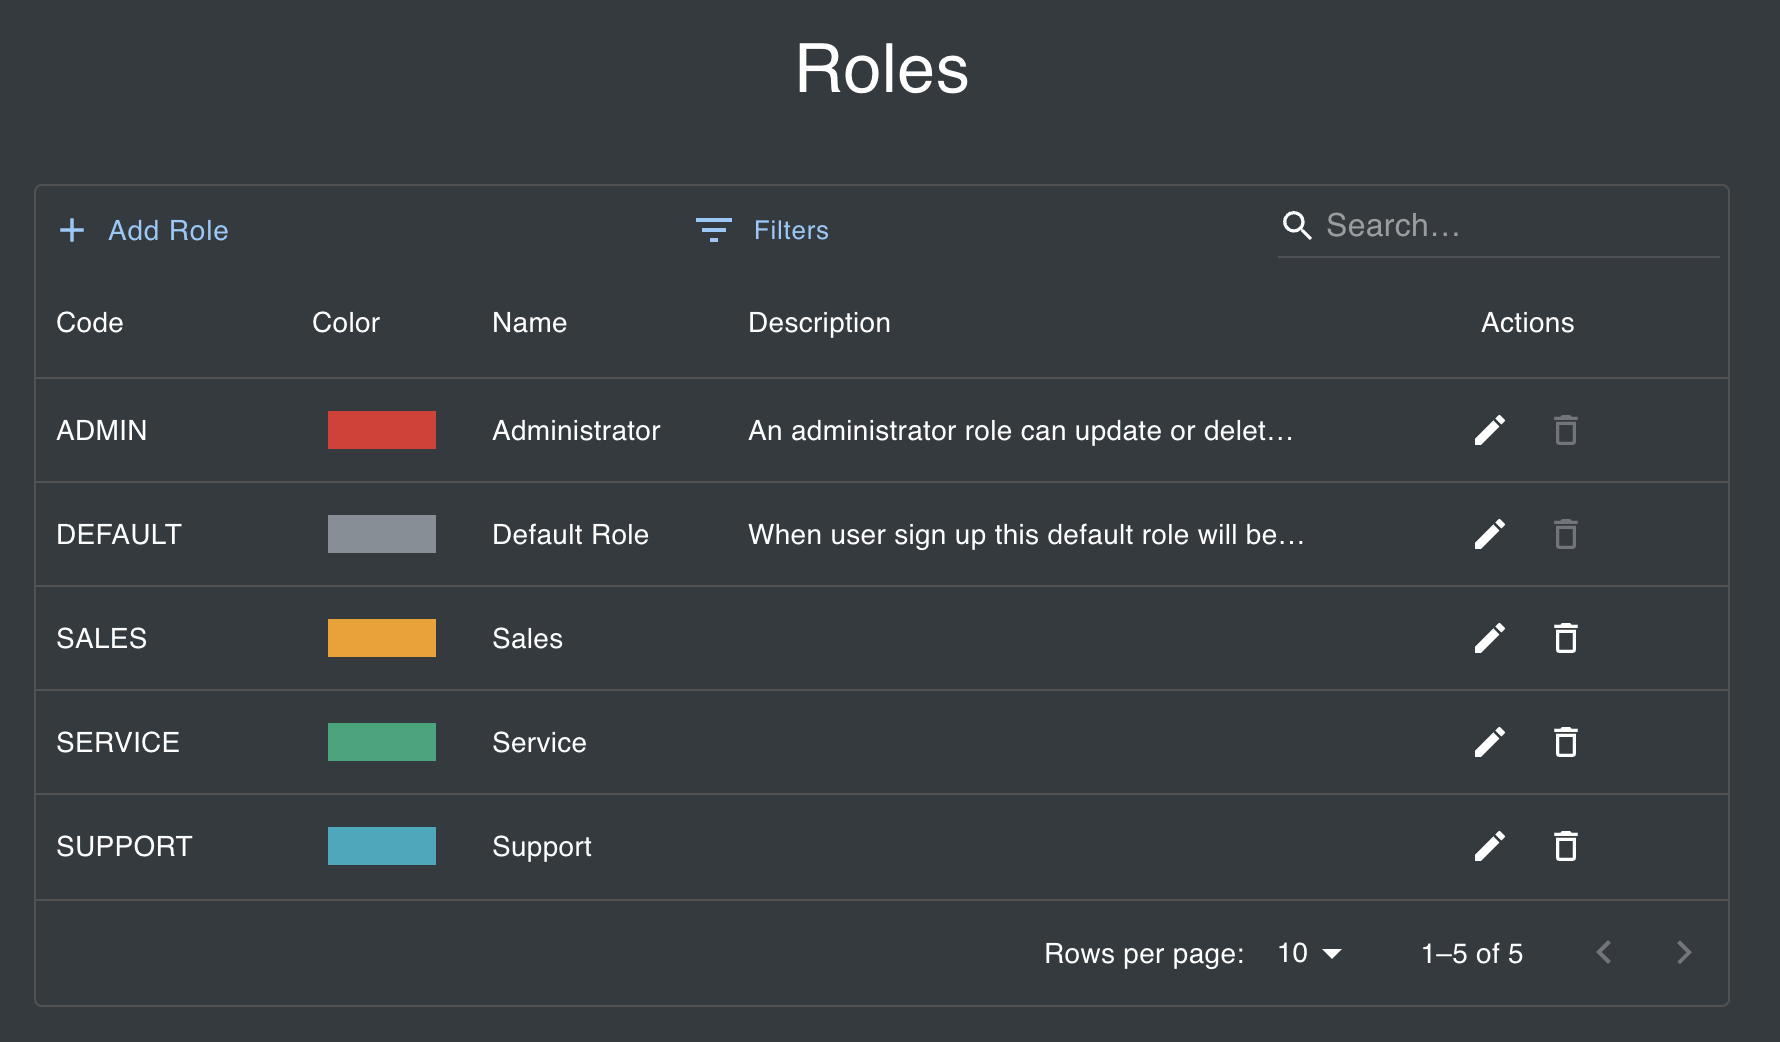 Roles
Add Role Filters Search…
Code Color Name Description Actions
ADMIN Administrator An administrator role can update or delet…
DEFAULT Default Role When user sign up this default role will be…
SALES Sales
SERVICE Service
SUPPORT Support
Rows per page: 10 1–5 of 5